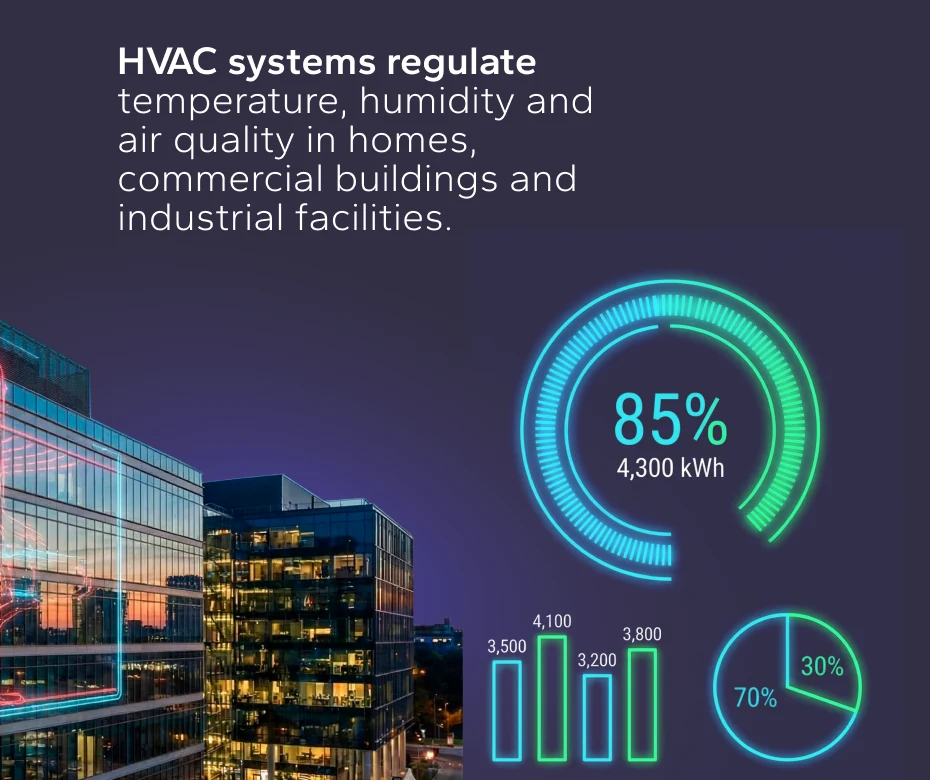 HVAC systems regulate
temperature, humidity and
air quality in homes,
commercial buildings and
industrial facilities.
85%
4,300 kWh
3,500
4,100
3,200
3,800
70%
30%